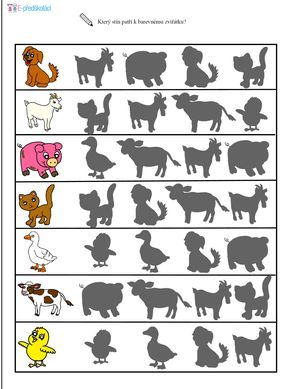 E-předškoláci
Který stín patří k barevnému zvířátku?